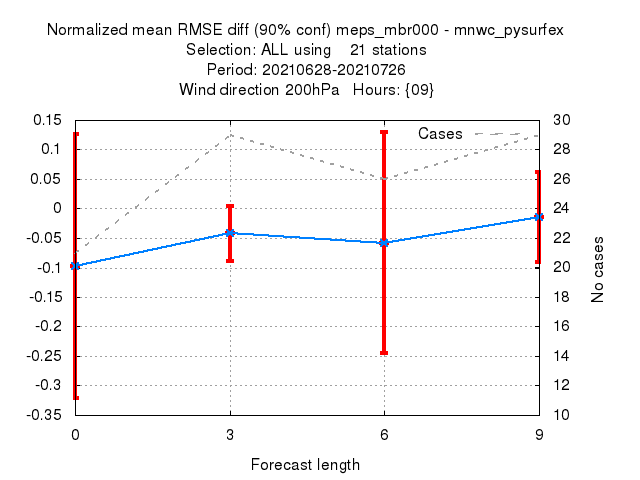 Normalized mean RMSE diff (90% conf) meps_mbr000 - mnwc_pysurfex
Selection: ALL using    21 stations
Period: 20210628-20210726
Wind direction 200hPa   Hours: {09}
0.15
0.1
0.05
0
-0.05
-0.1
-0.15
-0.2
-0.25
-0.3
-0.35
Cases
30
28
26
24
22
20
18
16
14
12
10
No cases
0 3 6 9
Forecast length